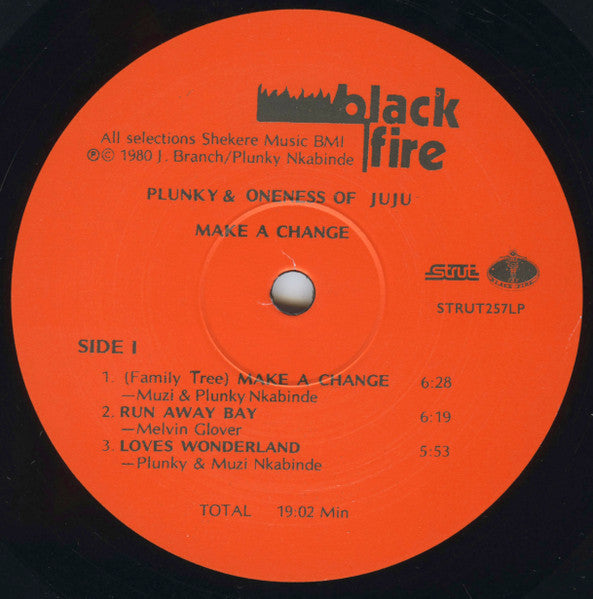 black
fire
All selections Shekere Music BMI
℗© 1980 J. Branch/Plunky Nkabinde
PLUNKY & ONENESS OF JUJU
MAKE A CHANGE
strut
STRUT257LP
SIDE I
1. (Family Tree) MAKE A CHANGE 6:28
—Muzi & Plunky Nkabinde
2. RUN AWAY BAY 6:19
—Melvin Glover
3. LOVES WONDERLAND 5:53
—Plunky & Muzi Nkabinde
TOTAL 19:02 Min